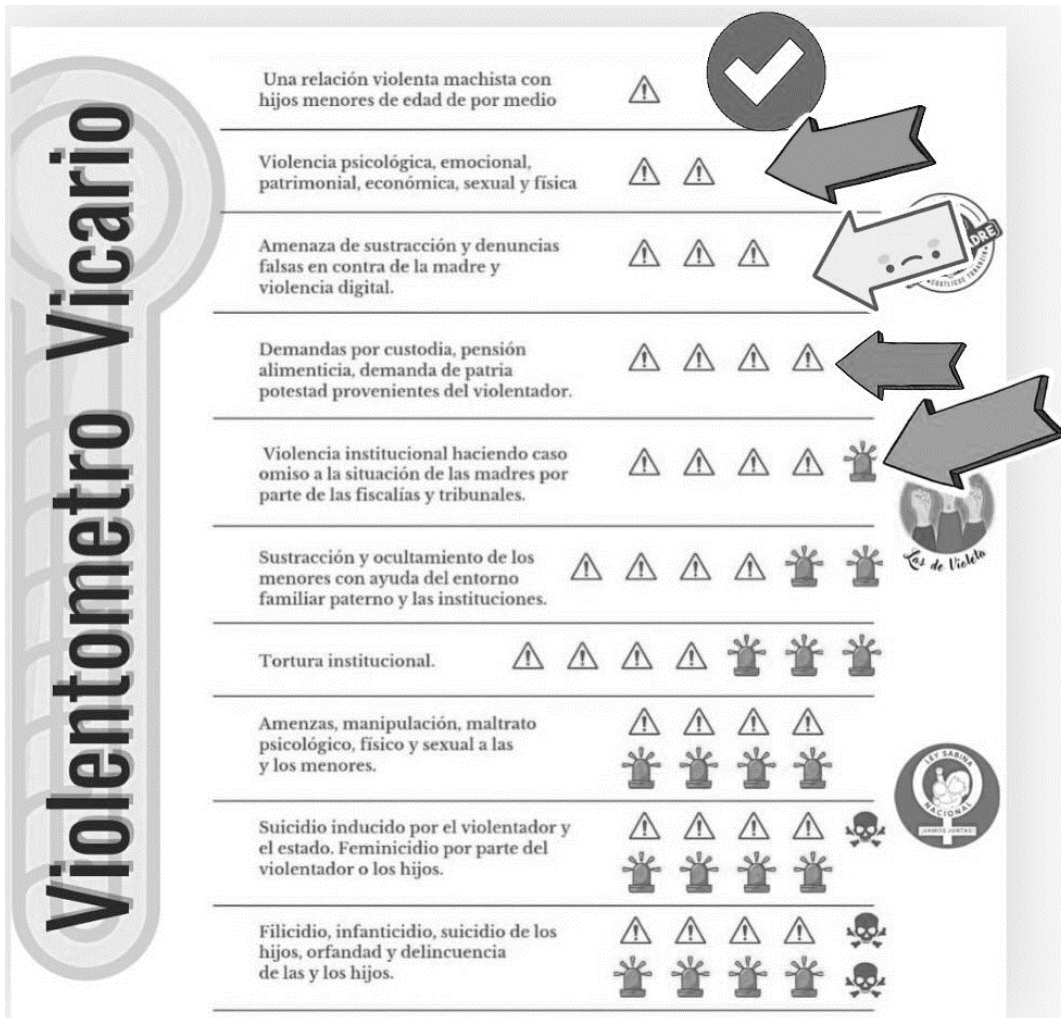 Violentometro Vicario
Una relación violenta machista con
hijos menores de edad de por medio
Violencia psicológica, emocional,
patrimonial, económica, sexual y física
Amenaza de sustracción y denuncias
falsas en contra de la madre y
violencia digital.
DRE
Demandas por custodia, pensión
alimenticia, demanda de patria
potestad provenientes del violentador.
Violencia institucional haciendo caso
omiso a la situación de las madres por
parte de las fiscalías y tribunales.
Las de Violeta
Sustracción y ocultamiento de los
menores con ayuda del entorno
familiar paterno y las instituciones.
Tortura institucional.
Amenzas, manipulación, maltrato
psicológico, físico y sexual a las
y los menores.
LEY SABINA
NACIONAL
¡VAMOS JUNTAS!
Suicidio inducido por el violentador y
el estado. Feminicidio por parte del
violentador o los hijos.
Filicidio, infanticidio, suicidio de los
hijos, orfandad y delincuencia
de las y los hijos.